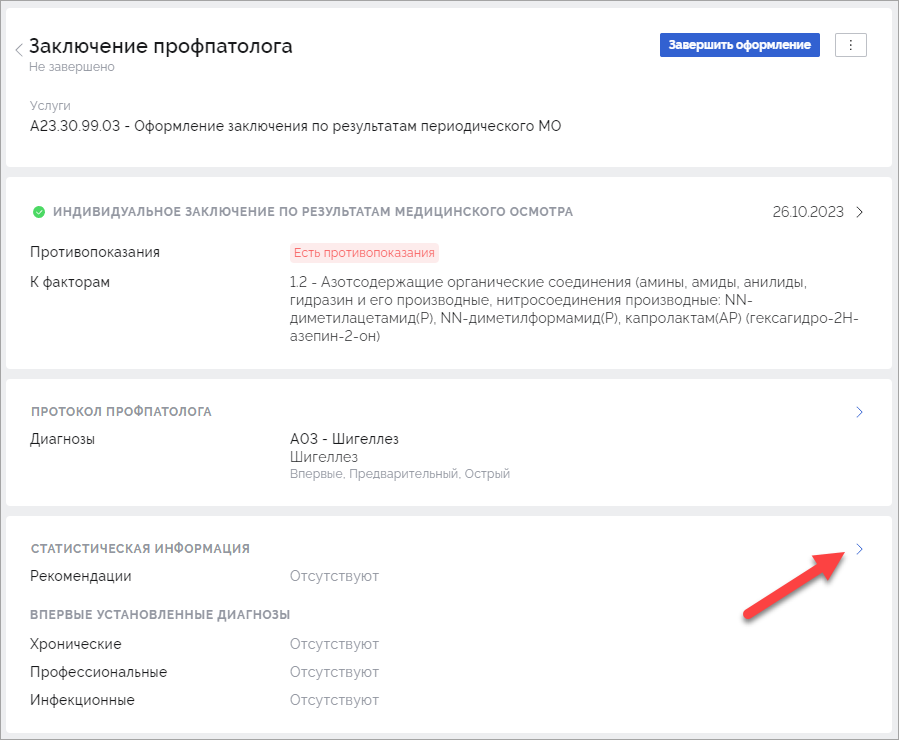 Заключение профпатолога
Завершить оформление
Не завершено
Услуги
A23.30.99.03 - Оформление заключения по результатам периодического МО
ИНДИВИДУАЛЬНОЕ ЗАКЛЮЧЕНИЕ ПО РЕЗУЛЬТАТАМ МЕДИЦИНСКОГО ОСМОТРА
26.10.2023
Противопоказания
Есть противопоказания
К факторам
1.2 - Азотсодержащие органические соединения (амины, амиды, анилиды,
гидразин и его производные, нитросоединения производные: NN-
диметилацетамид(Р), NN-диметилформамид(Р), капролактам(АР) (гексагидро-2Н-
азепин-2-он)
ПРОТОКОЛ ПРОФПАТОЛОГА
Диагнозы
A03 - Шигеллез
Шигеллез
Впервые, Предварительный, Острый
СТАТИСТИЧЕСКАЯ ИНФОРМАЦИЯ
Рекомендации
Отсутствуют
ВПЕРВЫЕ УСТАНОВЛЕННЫЕ ДИАГНОЗЫ
Хронические
Отсутствуют
Профессиональные
Отсутствуют
Инфекционные
Отсутствуют